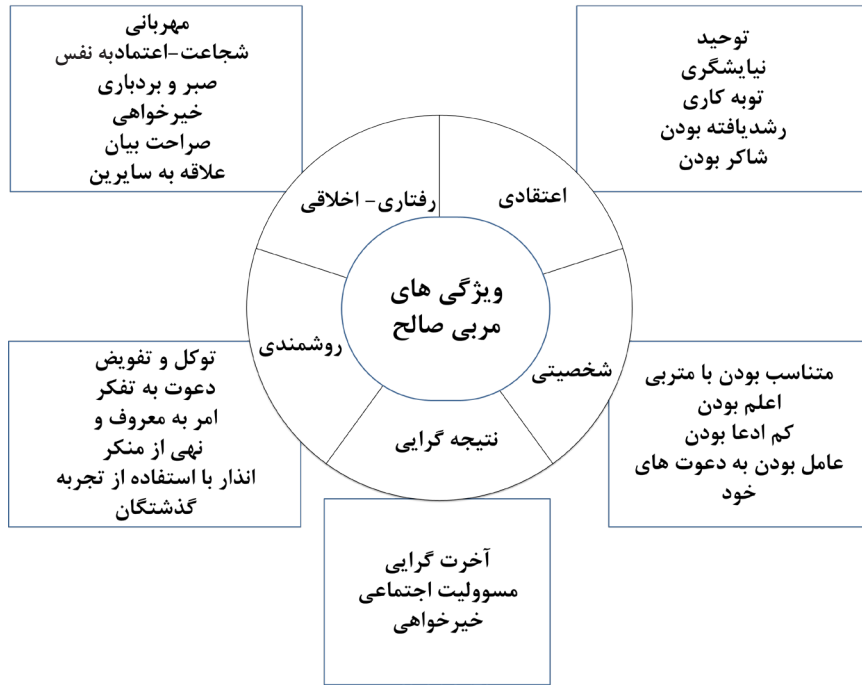 مهربانی
شجاعت-اعتمادبه نفس
صبر و بردباری
خیرخواهی
صراحت بیان
علاقه به سایرین
توحید
نیایشگری
توبه کاری
رشدیافته بودن
شاکر بودن
رفتاری- اخلاقی
اعتقادی
ویژگی های
مربی صالح
روشمندی
شخصیتی
نتیجه گرایی
توکل و تفویض
دعوت به تفکر
امر به معروف و
نهی از منکر
انذار با استفاده از تجربه
گذشتگان
متناسب بودن با متربی
اعلم بودن
کم ادعا بودن
عامل بودن به دعوت های
خود
آخرت گرایی
مسوولیت اجتماعی
خیرخواهی